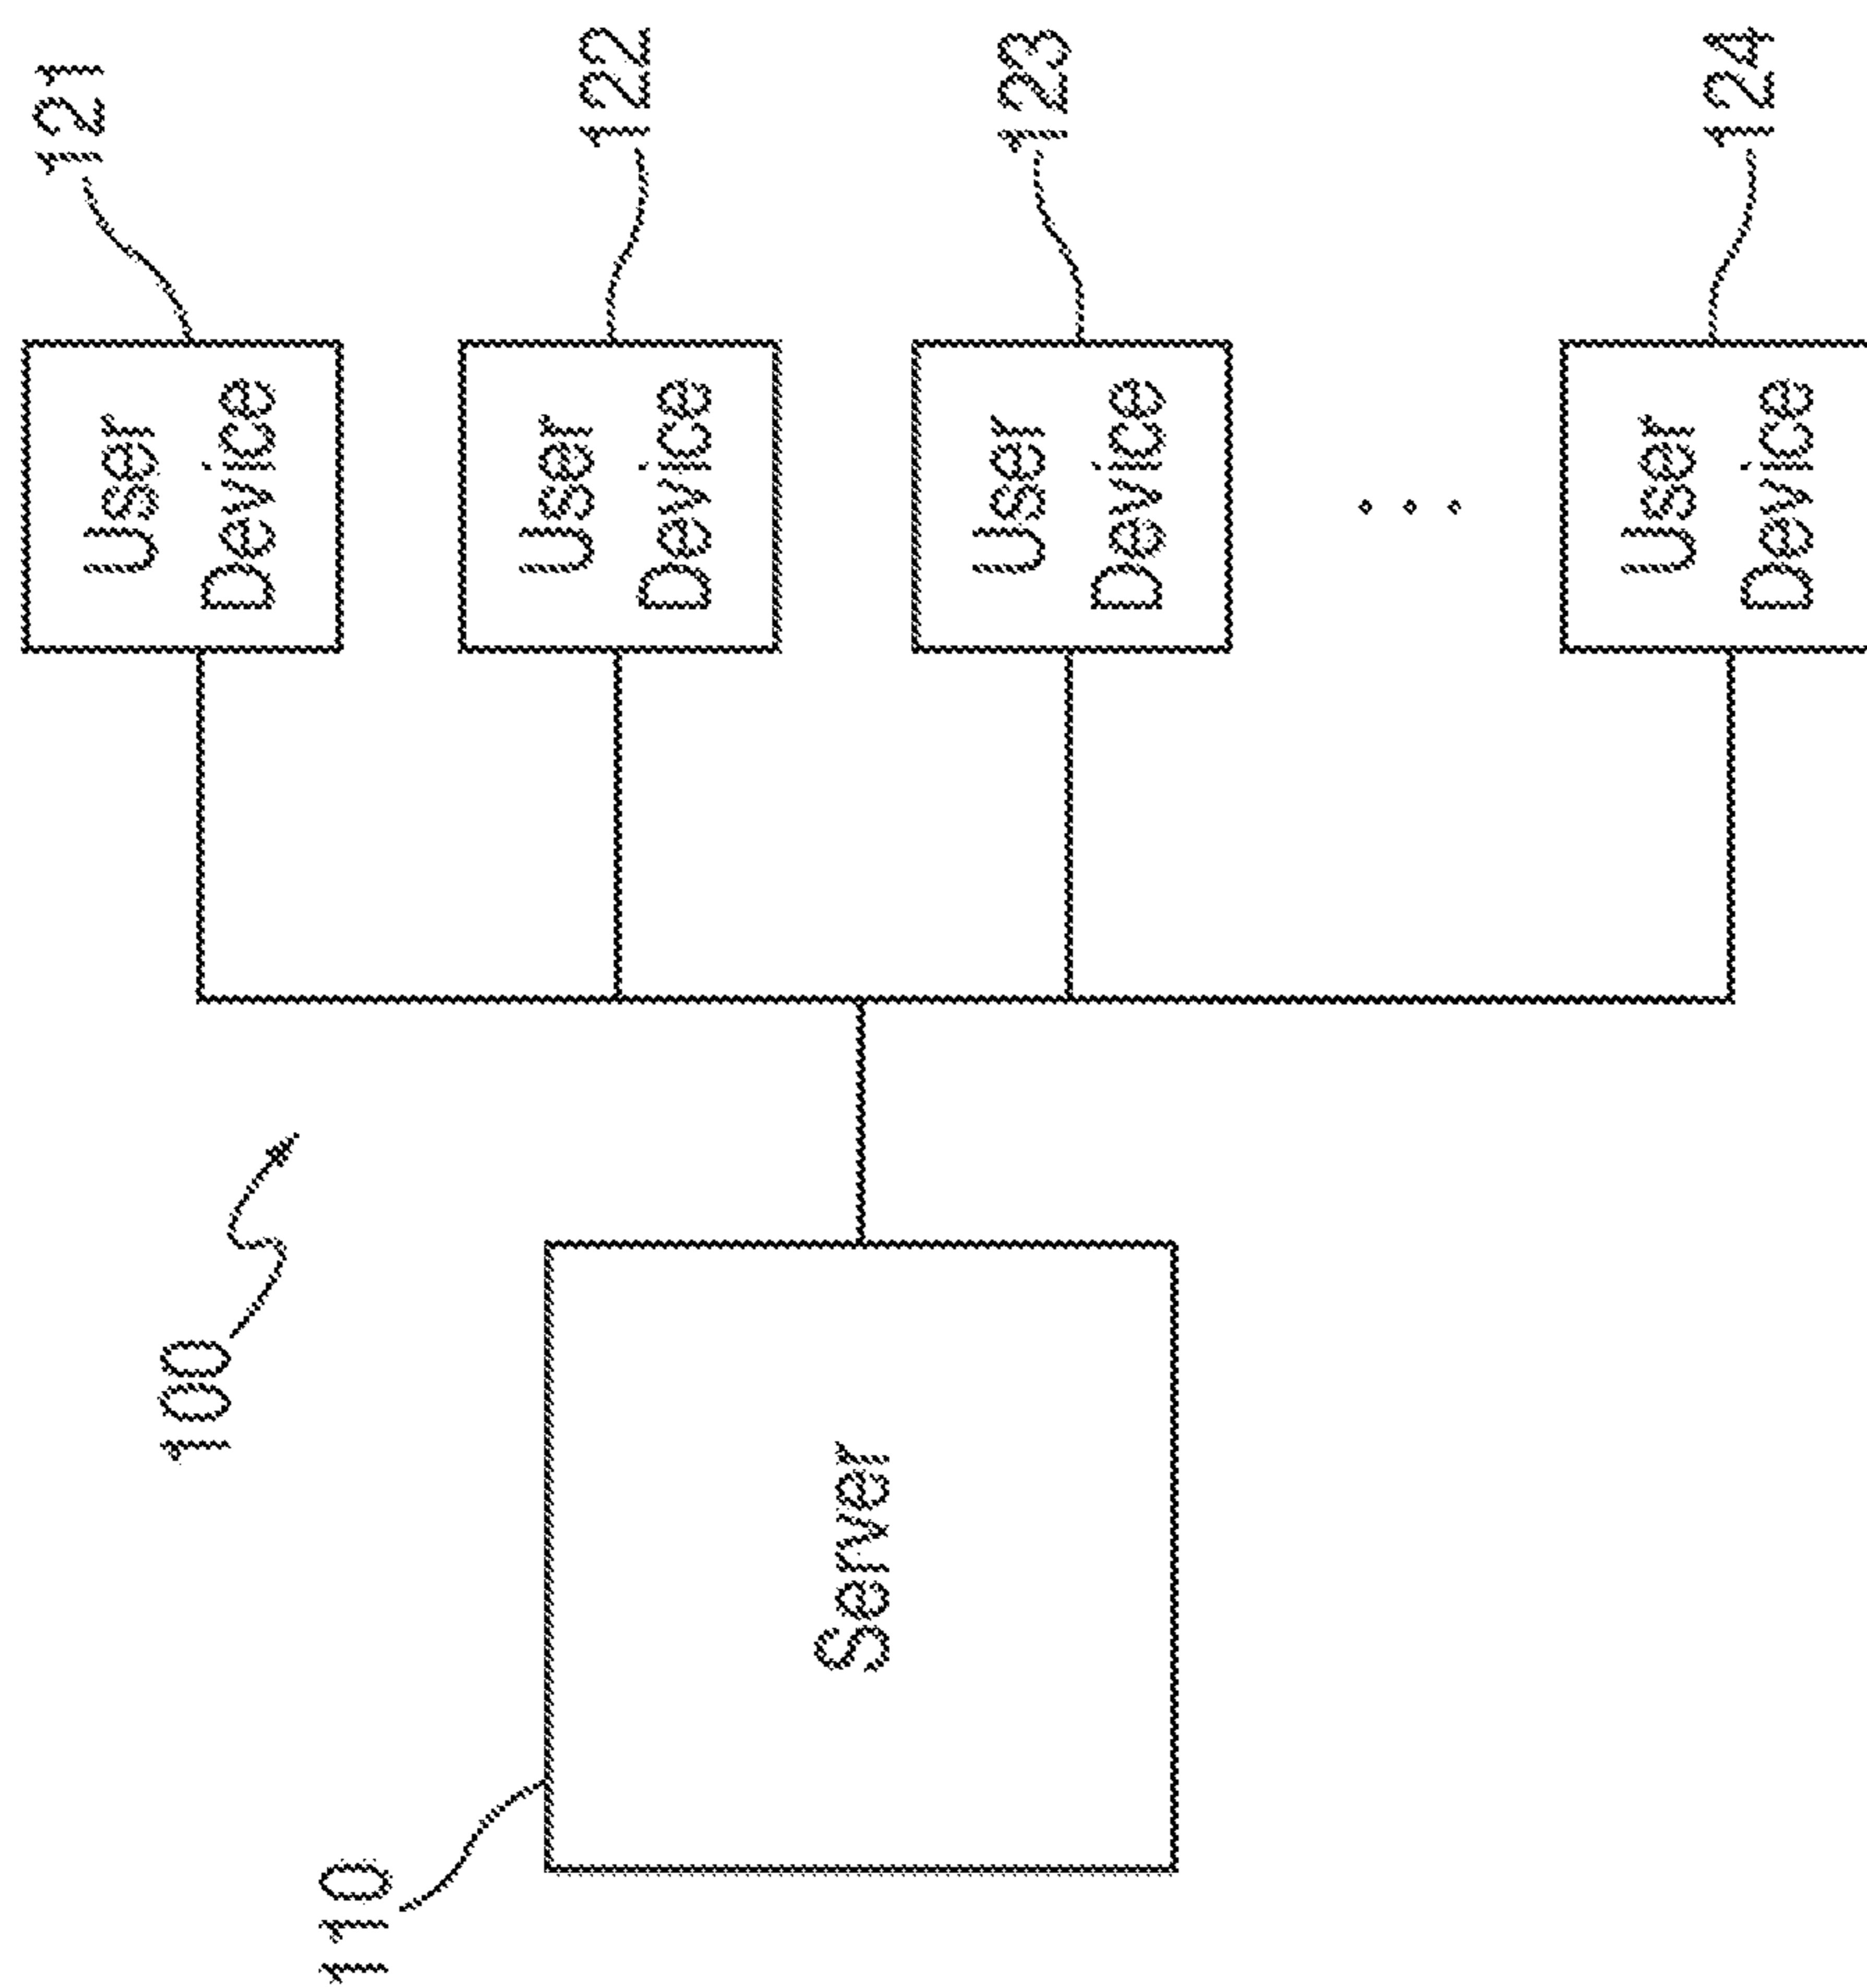 100
110
Server
User
Device
121
User
Device
122
User
Device
123
. . .
User
Device
124